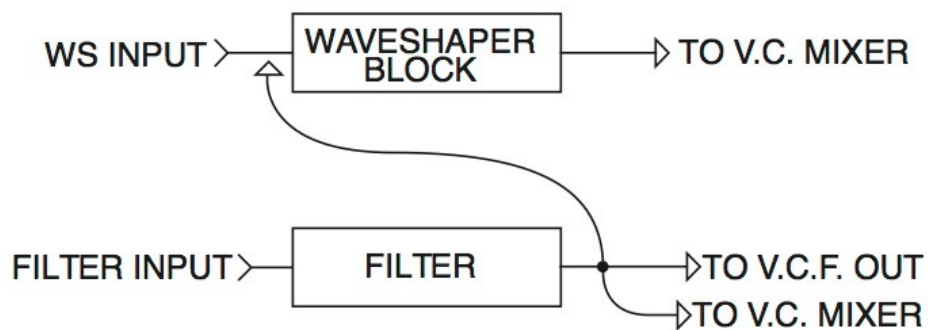 WS INPUT
WAVESHAPER
BLOCK
TO V.C. MIXER
FILTER INPUT
FILTER
TO V.C.F. OUT
TO V.C. MIXER